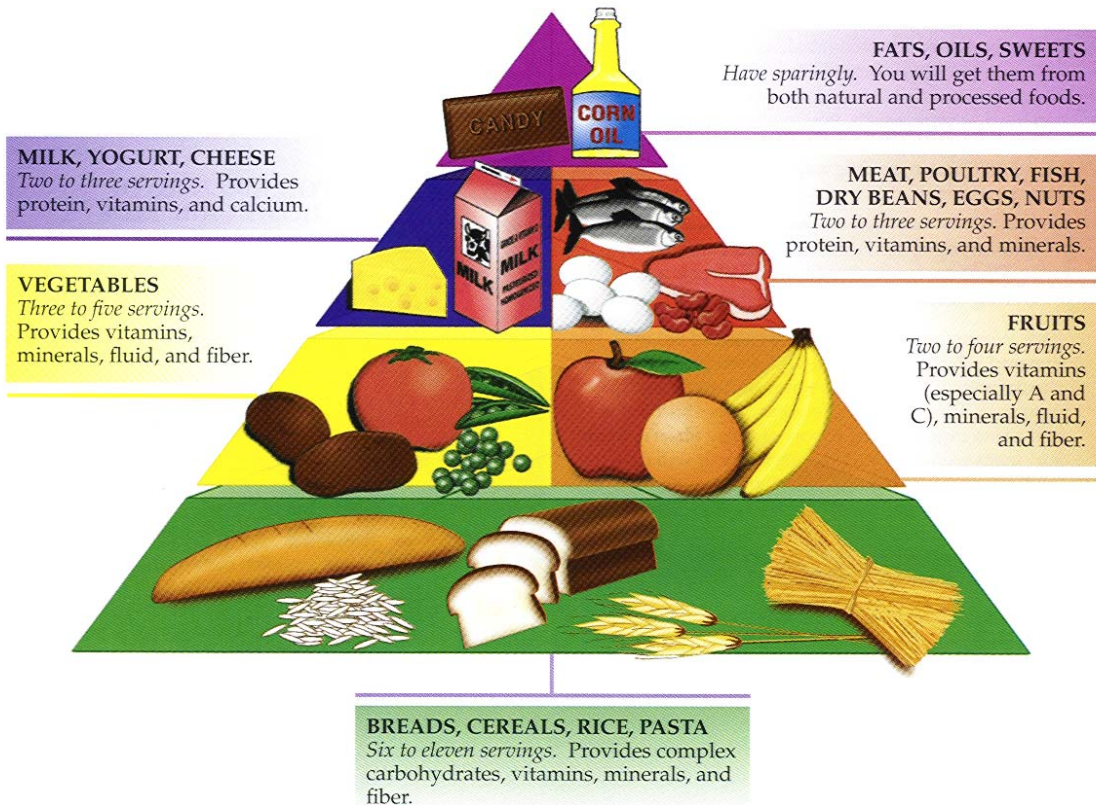 FATS, OILS, SWEETS
Have sparingly. You will get them from
both natural and processed foods.
CANDY
CORN
OIL
MILK, YOGURT, CHEESE
Two to three servings. Provides
protein, vitamins, and calcium.
MEAT, POULTRY, FISH,
DRY BEANS, EGGS, NUTS
Two to three servings. Provides
protein, vitamins, and minerals.
MILK
MILK
PASTEURIZED
HOMOGENIZED
VEGETABLES
Three to five servings.
Provides vitamins,
minerals, fluid, and fiber.
FRUITS
Two to four servings.
Provides vitamins
(especially A and
C), minerals, fluid,
and fiber.
BREADS, CEREALS, RICE, PASTA
Six to eleven servings. Provides complex
carbohydrates, vitamins, minerals, and
fiber.